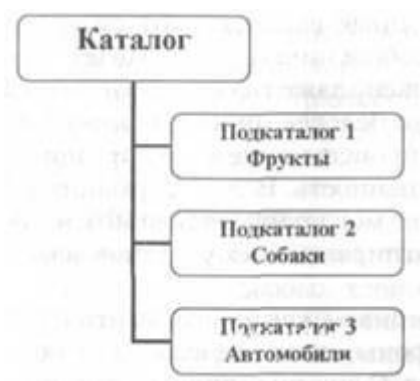 Каталог
Подкаталог 1
Фрукты
Подкаталог 2
Собаки
Подкаталог 3
Автомобили